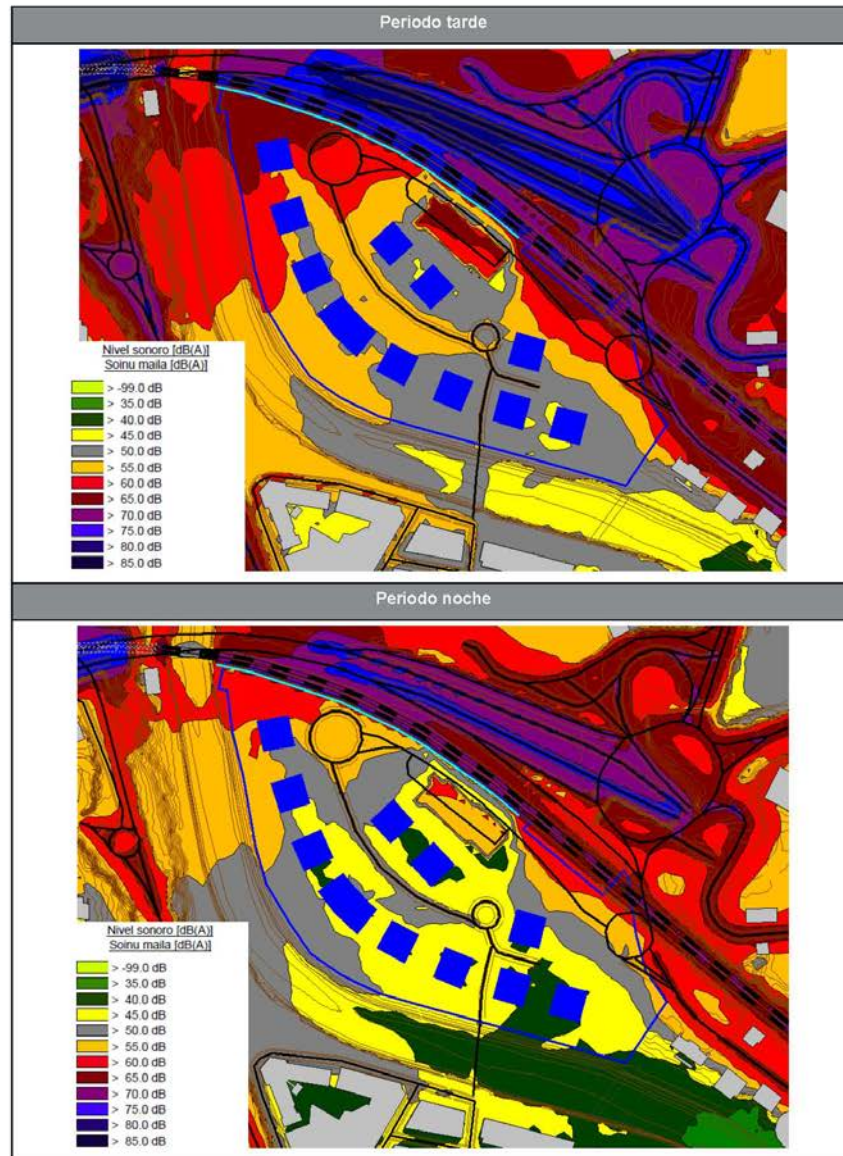 Periodo tarde
Nivel sonoro [dB(A)]
Soinu maila [dB(A)]
> -99.0 dB
> 35.0 dB
> 40.0 dB
> 45.0 dB
> 50.0 dB
> 55.0 dB
> 60.0 dB
> 65.0 dB
> 70.0 dB
> 75.0 dB
> 80.0 dB
> 85.0 dB
Periodo noche
Nivel sonoro [dB(A)]
Soinu maila [dB(A)]
> -99.0 dB
> 35.0 dB
> 40.0 dB
> 45.0 dB
> 50.0 dB
> 55.0 dB
> 60.0 dB
> 65.0 dB
> 70.0 dB
> 75.0 dB
> 80.0 dB
> 85.0 dB